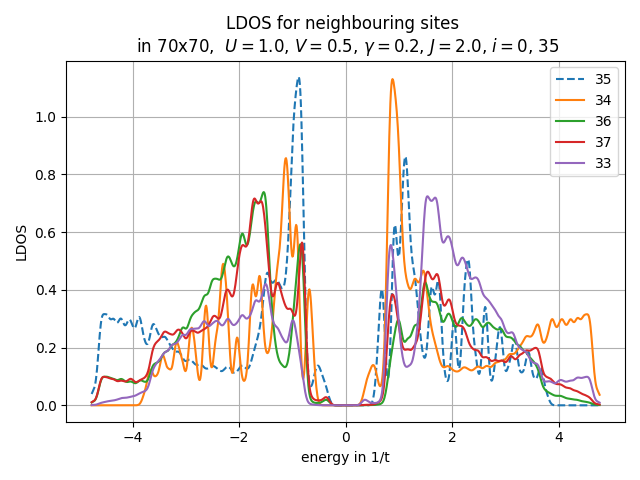 LDOS for neighbouring sites
in 70x70, U = 1.0, V = 0.5, γ = 0.2, J = 2.0, i = 0, 35
35
34
36
37
33
1.0
0.8
0.6
0.4
0.2
0.0
LDOS
−4 −2 0 2 4
energy in 1/t